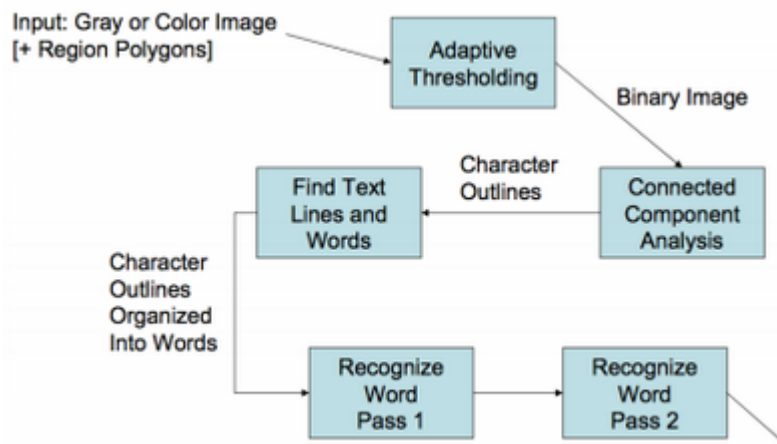 Input: Gray or Color Image
[+ Region Polygons]
Adaptive
Thresholding
Binary Image
Character
Outlines
Find Text
Lines and
Words
Connected
Component
Analysis
Character
Outlines
Organized
Into Words
Recognize
Word
Pass 1
Recognize
Word
Pass 2